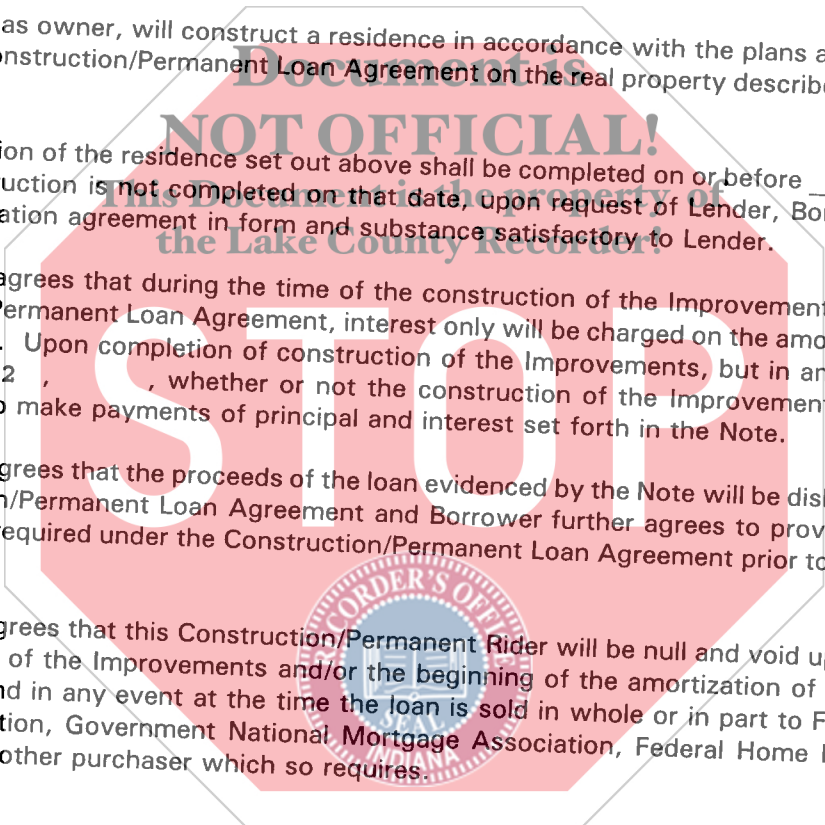 as owner, will construct a residence in accordance with the plans a
onstruction/Permanent Loan Agreement on the real property describe
Document is
NOT OFFICIAL!
This Document is the property of
the Lake County Recorder!
ion of the residence set out above shall be completed on or before
uction is not completed on that date, upon request of Lender, Bor
ation agreement in form and substance satisfactory to Lender.
agrees that during the time of the construction of the Improvement
Permanent Loan Agreement, interest only will be charged on the amo
. Upon completion of construction of the Improvements, but in an
2 , , whether or not the construction of the Improvement
o make payments of principal and interest set forth in the Note.
STOP
grees that the proceeds of the loan evidenced by the Note will be disb
n/Permanent Loan Agreement and Borrower further agrees to prov
equired under the Construction/Permanent Loan Agreement prior to
grees that this Construction/Permanent Rider will be null and void u
of the Improvements and/or the beginning of the amortization of
nd in any event at the time the loan is sold in whole or in part to F
tion, Government National Mortgage Association, Federal Home
other purchaser which so requires.
RECORDER'S OFFICE
SEAL
INDIANA